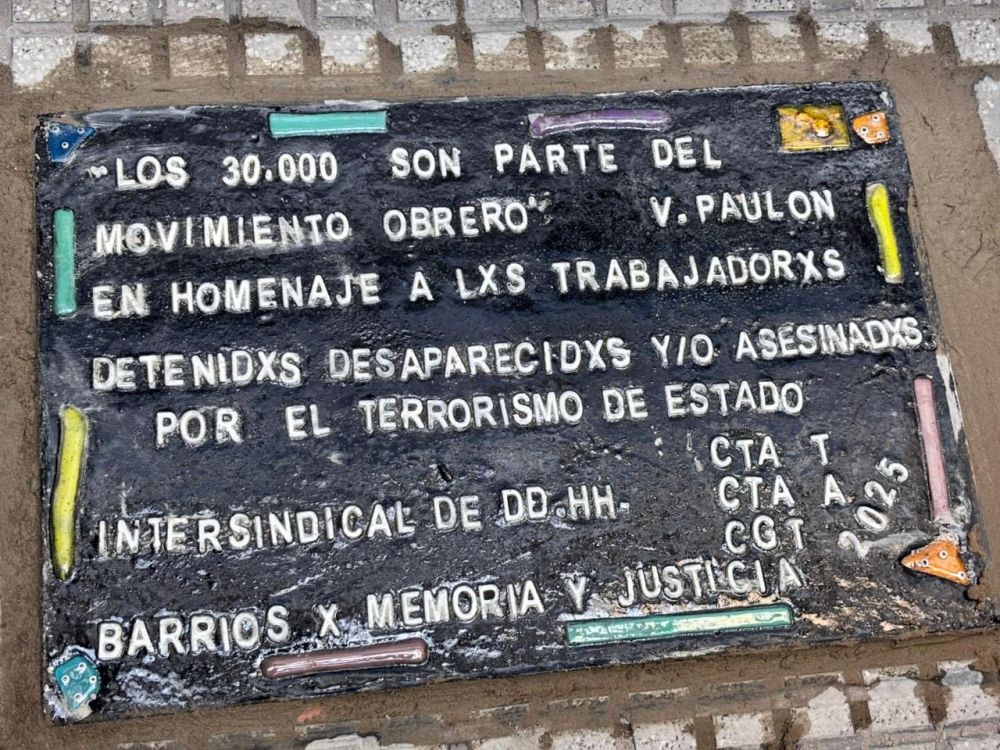 "LOS 30.000 SON PARTE DEL
MOVIMIENTO OBRERO" V. PAULON
EN HOMENAJE A LXS TRABAJADORXS
DETENIDXS DESAPARECIDXS Y/O ASESINADXS
POR EL TERRORISMO DE ESTADO
CTA T
INTERSINDICAL DE DD.HH. CTA A
CGT
2025
BARRIOS X MEMORIA Y JUSTICIA